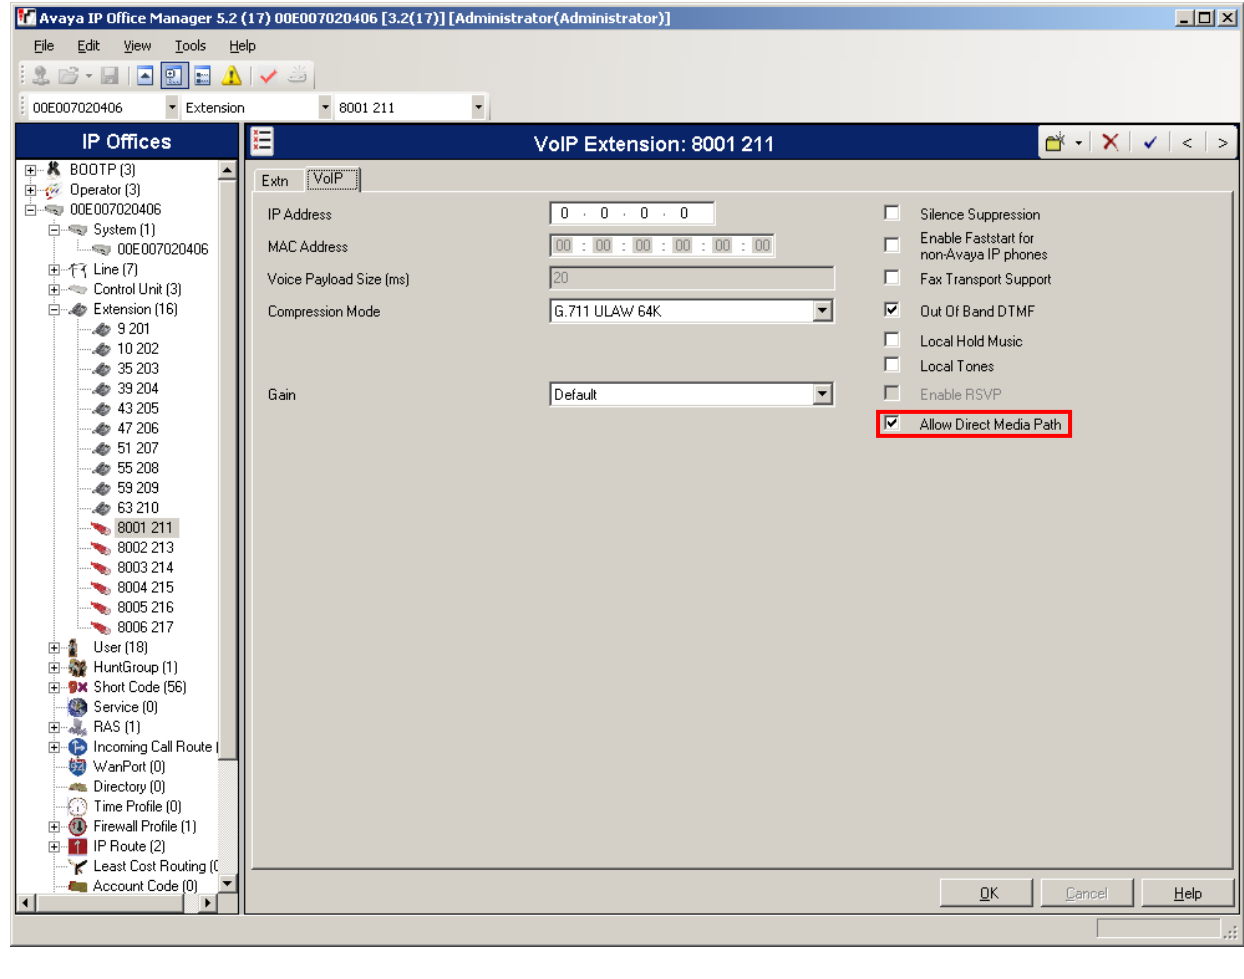 Avaya IP Office Manager 5.2 (17) 00E007020406 [3.2(17)] [Administrator(Administrator)]
File Edit View Tools Help
00E007020406 Extension 8001 211
IP Offices
VoIP Extension: 8001 211
BOOTP (3)
Operator (3)
00E007020406
System (1)
00E007020406
Line (7)
Control Unit (3)
Extension (16)
9 201
10 202
35 203
39 204
43 205
47 206
51 207
55 208
59 209
63 210
8001 211
8002 213
8003 214
8004 215
8005 216
8006 217
User (18)
HuntGroup (1)
Short Code (56)
Service (0)
RAS (1)
Incoming Call Route (
WanPort (0)
Directory (0)
Time Profile (0)
Firewall Profile (1)
IP Route (2)
Least Cost Routing (0
Account Code (0)
Extn VoIP
IP Address 0 . 0 . 0 . 0
MAC Address 00 : 00 : 00 : 00 : 00 : 00
Voice Payload Size (ms) 20
Compression Mode G.711 ULAW 64K
Gain Default
Silence Suppression
Enable Faststart for
non-Avaya IP phones
Fax Transport Support
Out Of Band DTMF
Local Hold Music
Local Tones
Enable RSVP
Allow Direct Media Path
OK Cancel Help